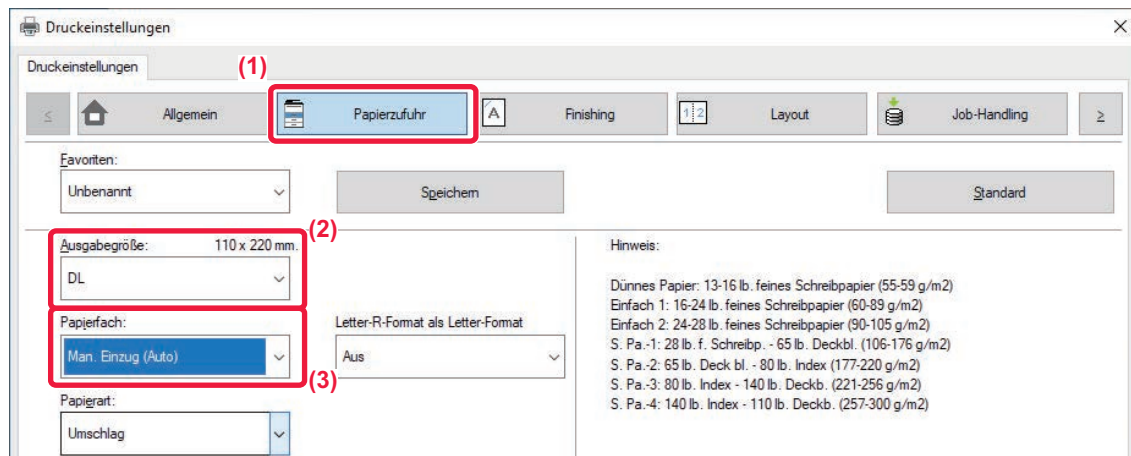 Druckeinstellungen
Druckeinstellungen
(1)
≤ Allgemein Papierzufuhr A Finishing 1 2 Layout Job-Handling ≥
Favoriten:
Unbenannt Speichern Standard
(2)
Ausgabegröße: 110 x 220 mm.
DL
Papierfach:
Man. Einzug (Auto)
(3)
Letter-R-Format als Letter-Format
Aus
Papierart:
Umschlag
Hinweis:
Dünnes Papier: 13-16 lb. feines Schreibpapier (55-59 g/m2)
Einfach 1: 16-24 lb. feines Schreibpapier (60-89 g/m2)
Einfach 2: 24-28 lb. feines Schreibpapier (90-105 g/m2)
S. Pa.-1: 28 lb. f. Schreibp. - 65 lb. Deckbl. (106-176 g/m2)
S. Pa.-2: 65 lb. Deck bl. - 80 lb. Index (177-220 g/m2)
S. Pa.-3: 80 lb. Index - 140 lb. Deckb. (221-256 g/m2)
S. Pa.-4: 140 lb. Index - 110 lb. Deckb. (257-300 g/m2)